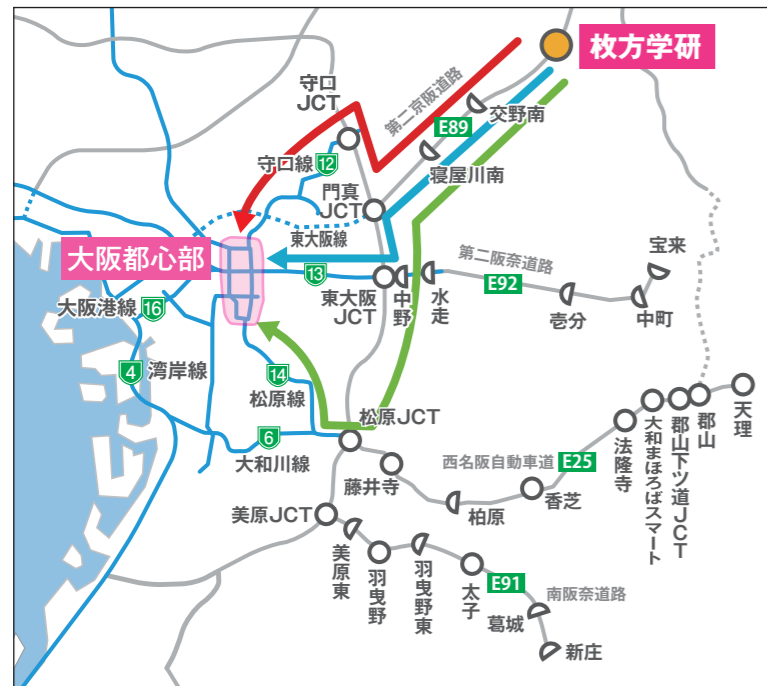 枚方学研
守口
JCT
第二京阪道路
E89
交野南
守口線
12
寝屋川南
門真
JCT
大阪都心部
東大阪線
第二阪奈道路
宝来
13
E92
大阪港線
16
東大阪
JCT
中野
水走
壱分
中町
4
湾岸線
14
松原線
松原JCT
6
大和川線
西名阪自動車道
E25
藤井寺
柏原
香芝
法隆寺
大和まほろばスマート
郡山下ツ道JCT
郡山
天理
美原JCT
美原東
羽曳野
羽曳野東
太子
E91
南阪奈道路
葛城
新庄